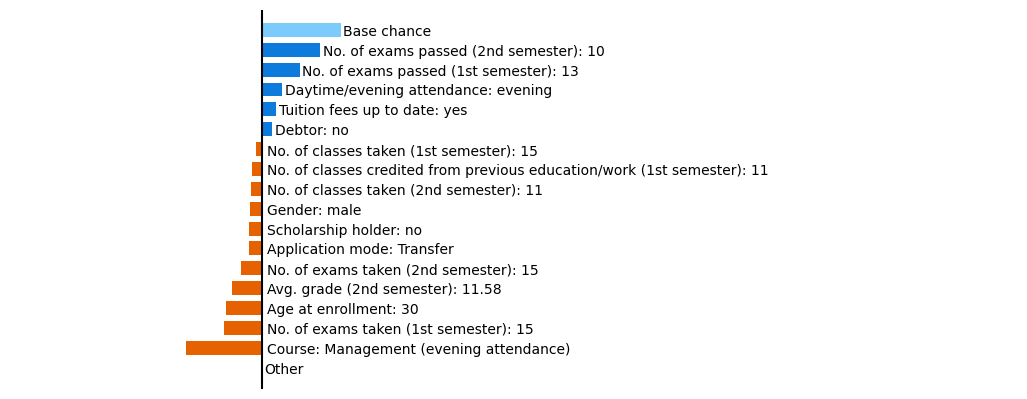 Base chance
No. of exams passed (2nd semester): 10
No. of exams passed (1st semester): 13
Daytime/evening attendance: evening
Tuition fees up to date: yes
Debtor: no
No. of classes taken (1st semester): 15
No. of classes credited from previous education/work (1st semester): 11
No. of classes taken (2nd semester): 11
Gender: male
Scholarship holder: no
Application mode: Transfer
No. of exams taken (2nd semester): 15
Avg. grade (2nd semester): 11.58
Age at enrollment: 30
No. of exams taken (1st semester): 15
Course: Management (evening attendance)
Other